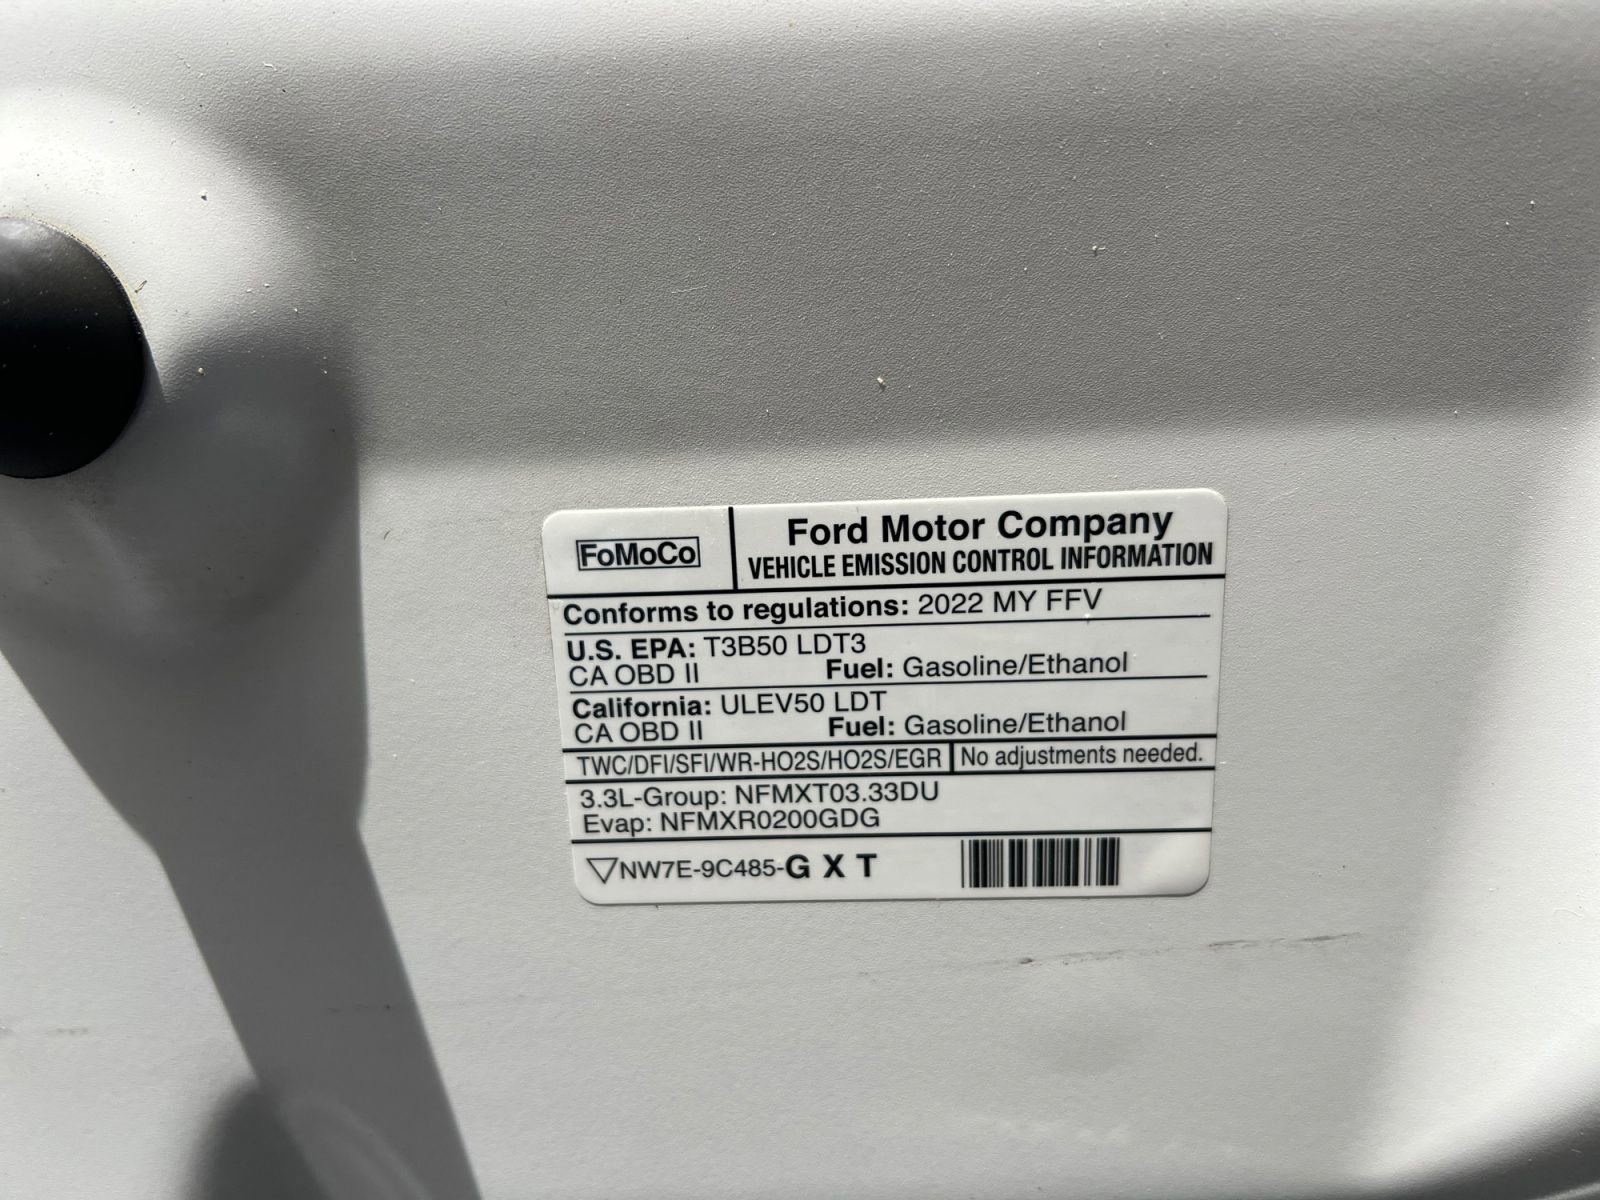 FoMoCo
Ford Motor Company
VEHICLE EMISSION CONTROL INFORMATION
Conforms to regulations: 2022 MY FFV
U.S. EPA: T3B50 LDT3
CA OBD II Fuel: Gasoline/Ethanol
California: ULEV50 LDT
CA OBD II Fuel: Gasoline/Ethanol
TWC/DFI/SFI/WR-HO2S/HO2S/EGR No adjustments needed.
3.3L-Group: NFMXT03.33DU
Evap: NFMXR0200GDG
▽NW7E-9C485-G X T